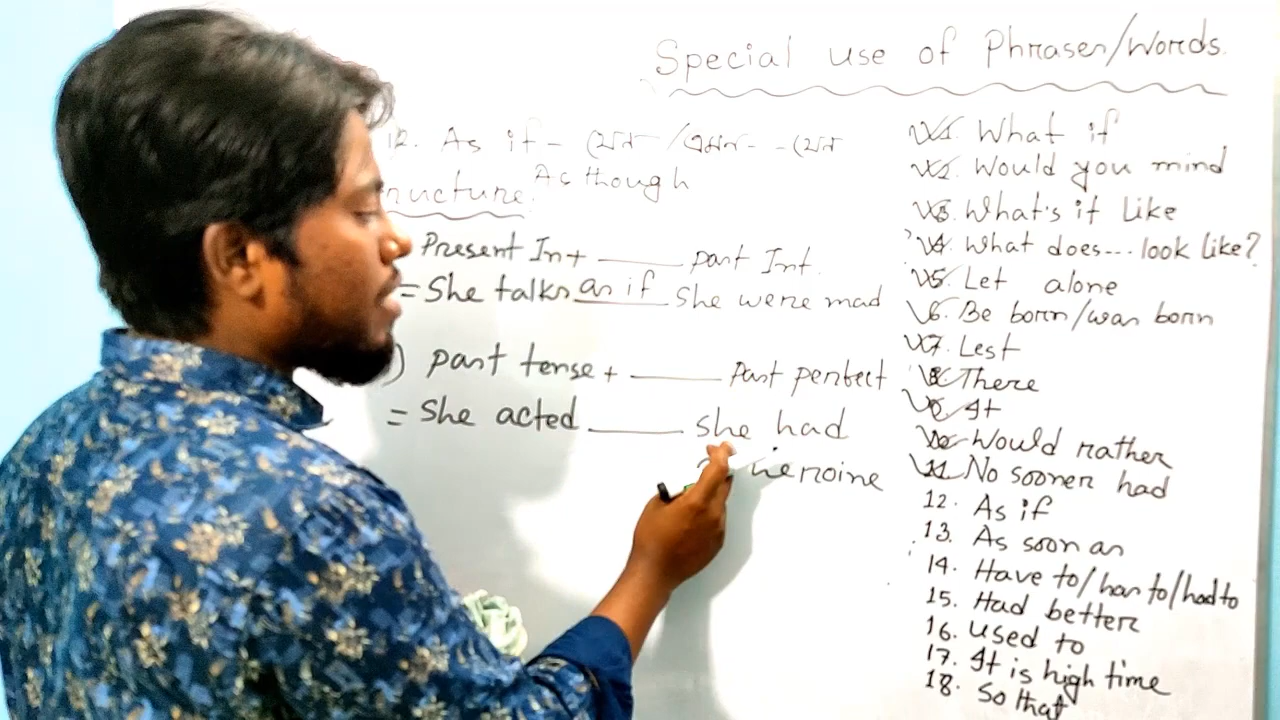 Special use of Phrases/Words.
12. As if – যেন /এমন- -যেন
As though
ructure:
Present In+ ______ past Int.
= She talks as if she were mad
) past tense + ______ Past perfect
= She acted ______ she had
heroine
1. What if
2. Would you mind
3. What's it like
4. What does...look like?
5. Let alone
6. Be born/was born
7. Lest
8. There
9. It
10. Would rather
11. No sooner had
12. As if
13. As soon as
14. Have to/has to/had to
15. Had better
16. used to
17. It is high time
18. So that